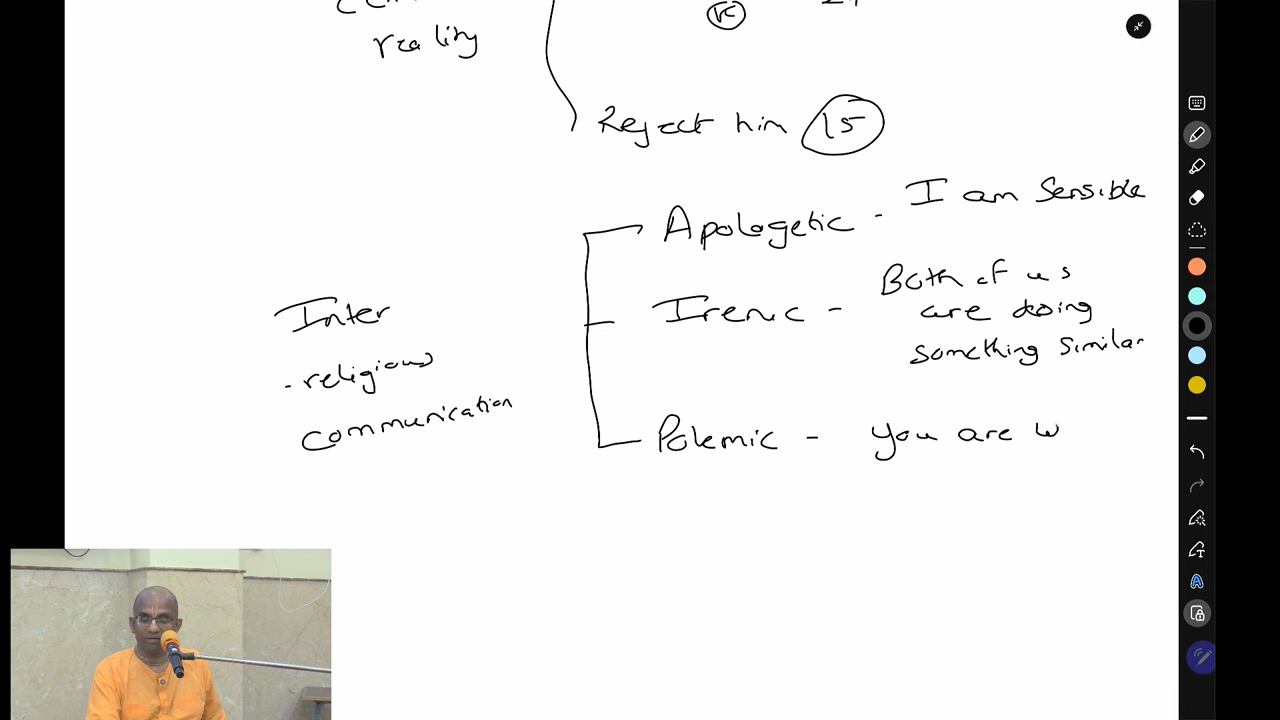 reality
Reject him 15
Apologetic - I am Sensible
Inter
- religious
communication
Irenic - Both of us
are doing
something similar
Polemic - you are w